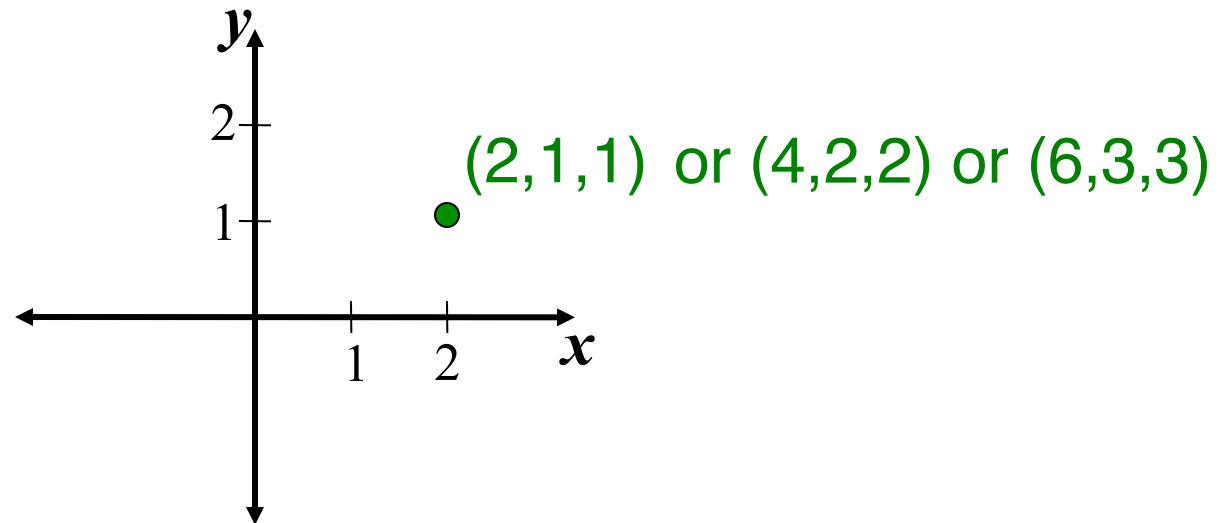 y
2
(2,1,1) or (4,2,2) or (6,3,3)
1
x
1 2